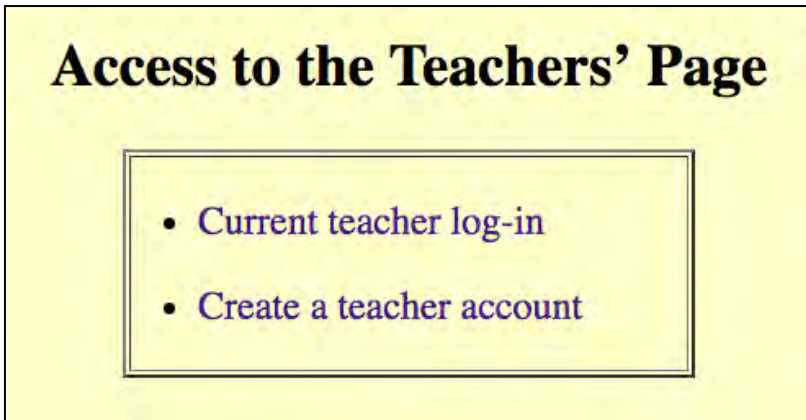 Access to the Teachers’ Page
• Current teacher log-in
• Create a teacher account